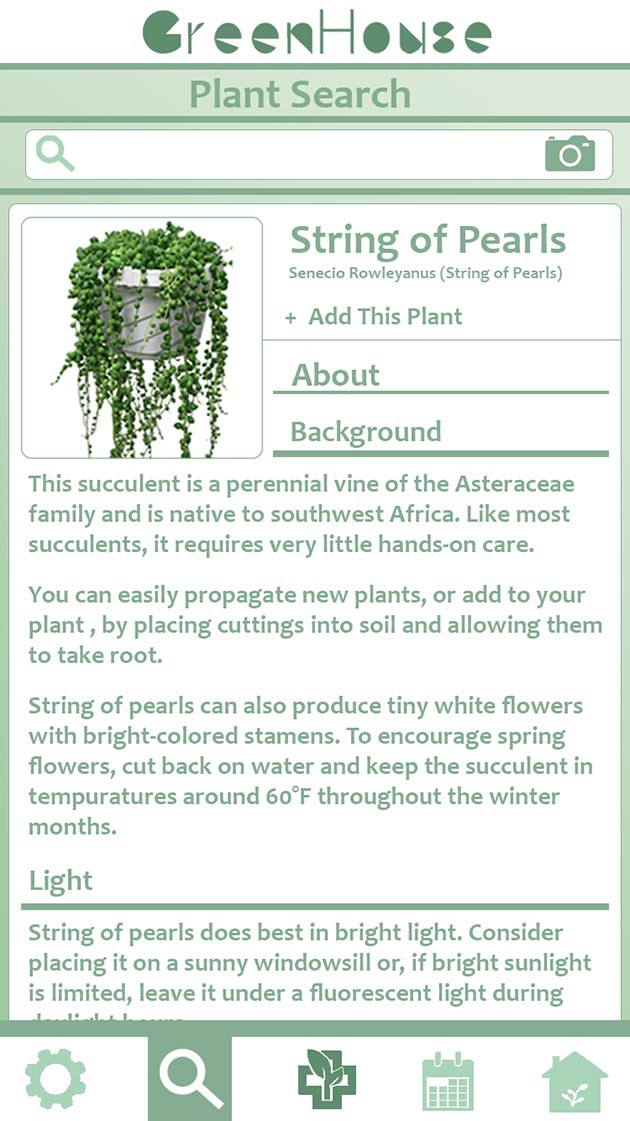 GreenHouse
Plant Search
String of Pearls
Senecio Rowleyanus (String of Pearls)
+ Add This Plant
About
Background
This succulent is a perennial vine of the Asteraceae
family and is native to southwest Africa. Like most
succulents, it requires very little hands-on care.
You can easily propagate new plants, or add to your
plant , by placing cuttings into soil and allowing them
to take root.
String of pearls can also produce tiny white flowers
with bright-colored stamens. To encourage spring
flowers, cut back on water and keep the succulent in
tempuratures around 60°F throughout the winter
months.
Light
String of pearls does best in bright light. Consider
placing it on a sunny windowsill or, if bright sunlight
is limited, leave it under a fluorescent light during